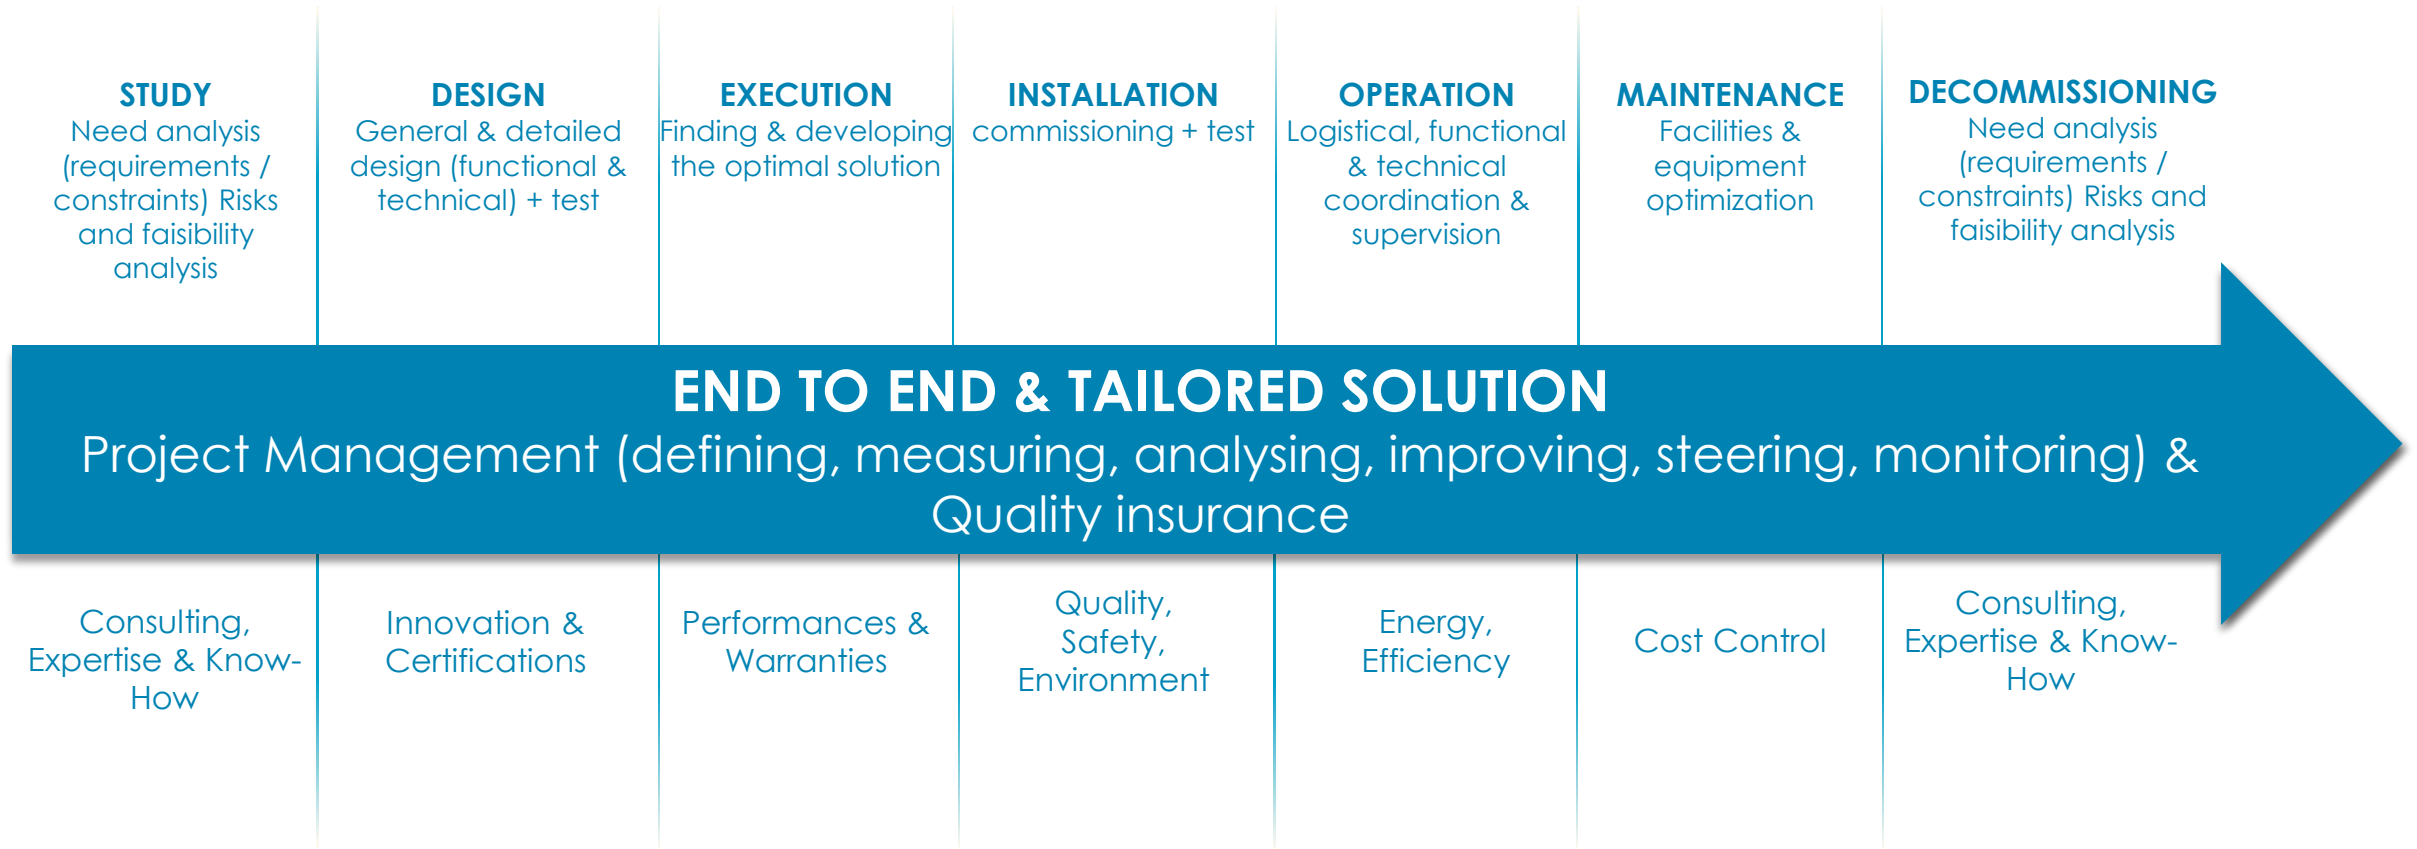 STUDY
Need analysis
(requirements /
constraints) Risks
and faisibility
analysis
DESIGN
General & detailed
design (functional &
technical) + test
EXECUTION
Finding & developing
the optimal solution
INSTALLATION
commissioning + test
OPERATION
Logistical, functional
& technical
coordination &
supervision
MAINTENANCE
Facilities &
equipment
optimization
DECOMMISSIONING
Need analysis
(requirements /
constraints) Risks and
faisibility analysis
END TO END & TAILORED SOLUTION
Project Management (defining, measuring, analysing, improving, steering, monitoring) &
Quality insurance
Consulting,
Expertise & Know-
How
Innovation &
Certifications
Performances &
Warranties
Quality,
Safety,
Environment
Energy,
Efficiency
Cost Control
Consulting,
Expertise & Know-
How